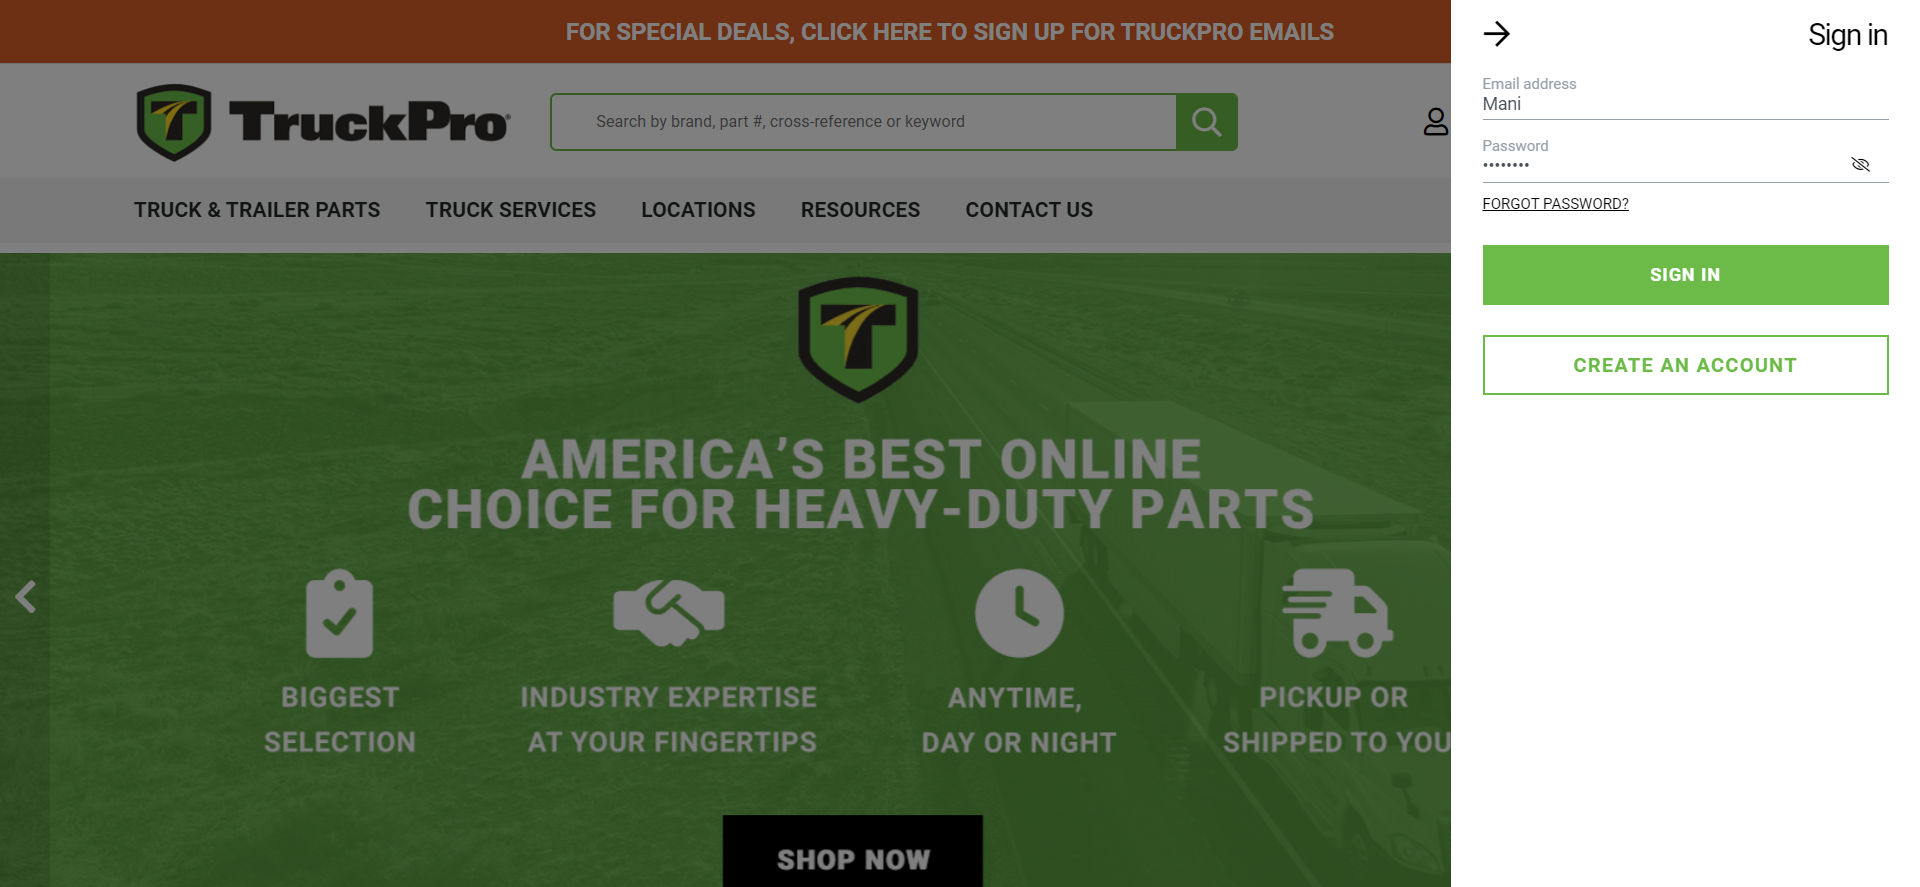 FOR SPECIAL DEALS, CLICK HERE TO SIGN UP FOR TRUCKPRO EMAILS
TruckPro®
Search by brand, part #, cross-reference or keyword
TRUCK & TRAILER PARTS
TRUCK SERVICES
LOCATIONS
RESOURCES
CONTACT US
AMERICA’S BEST ONLINE
CHOICE FOR HEAVY-DUTY PARTS
BIGGEST
SELECTION
INDUSTRY EXPERTISE
AT YOUR FINGERTIPS
ANYTIME,
DAY OR NIGHT
PICKUP OR
SHIPPED TO YOU
SHOP NOW
Sign in
Email address
Mani
Password
••••••••
FORGOT PASSWORD?
SIGN IN
CREATE AN ACCOUNT